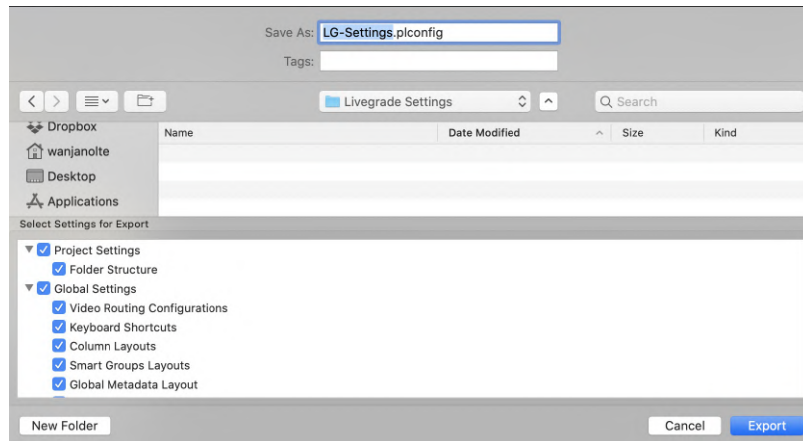 Save As: LG-Settings.plconfig
Tags:
Livegrade Settings
Search
Dropbox
wanjanolte
Desktop
Applications
Name Date Modified Size Kind
Select Settings for Export
Project Settings
Folder Structure
Global Settings
Video Routing Configurations
Keyboard Shortcuts
Column Layouts
Smart Groups Layouts
Global Metadata Layout
New Folder Cancel Export